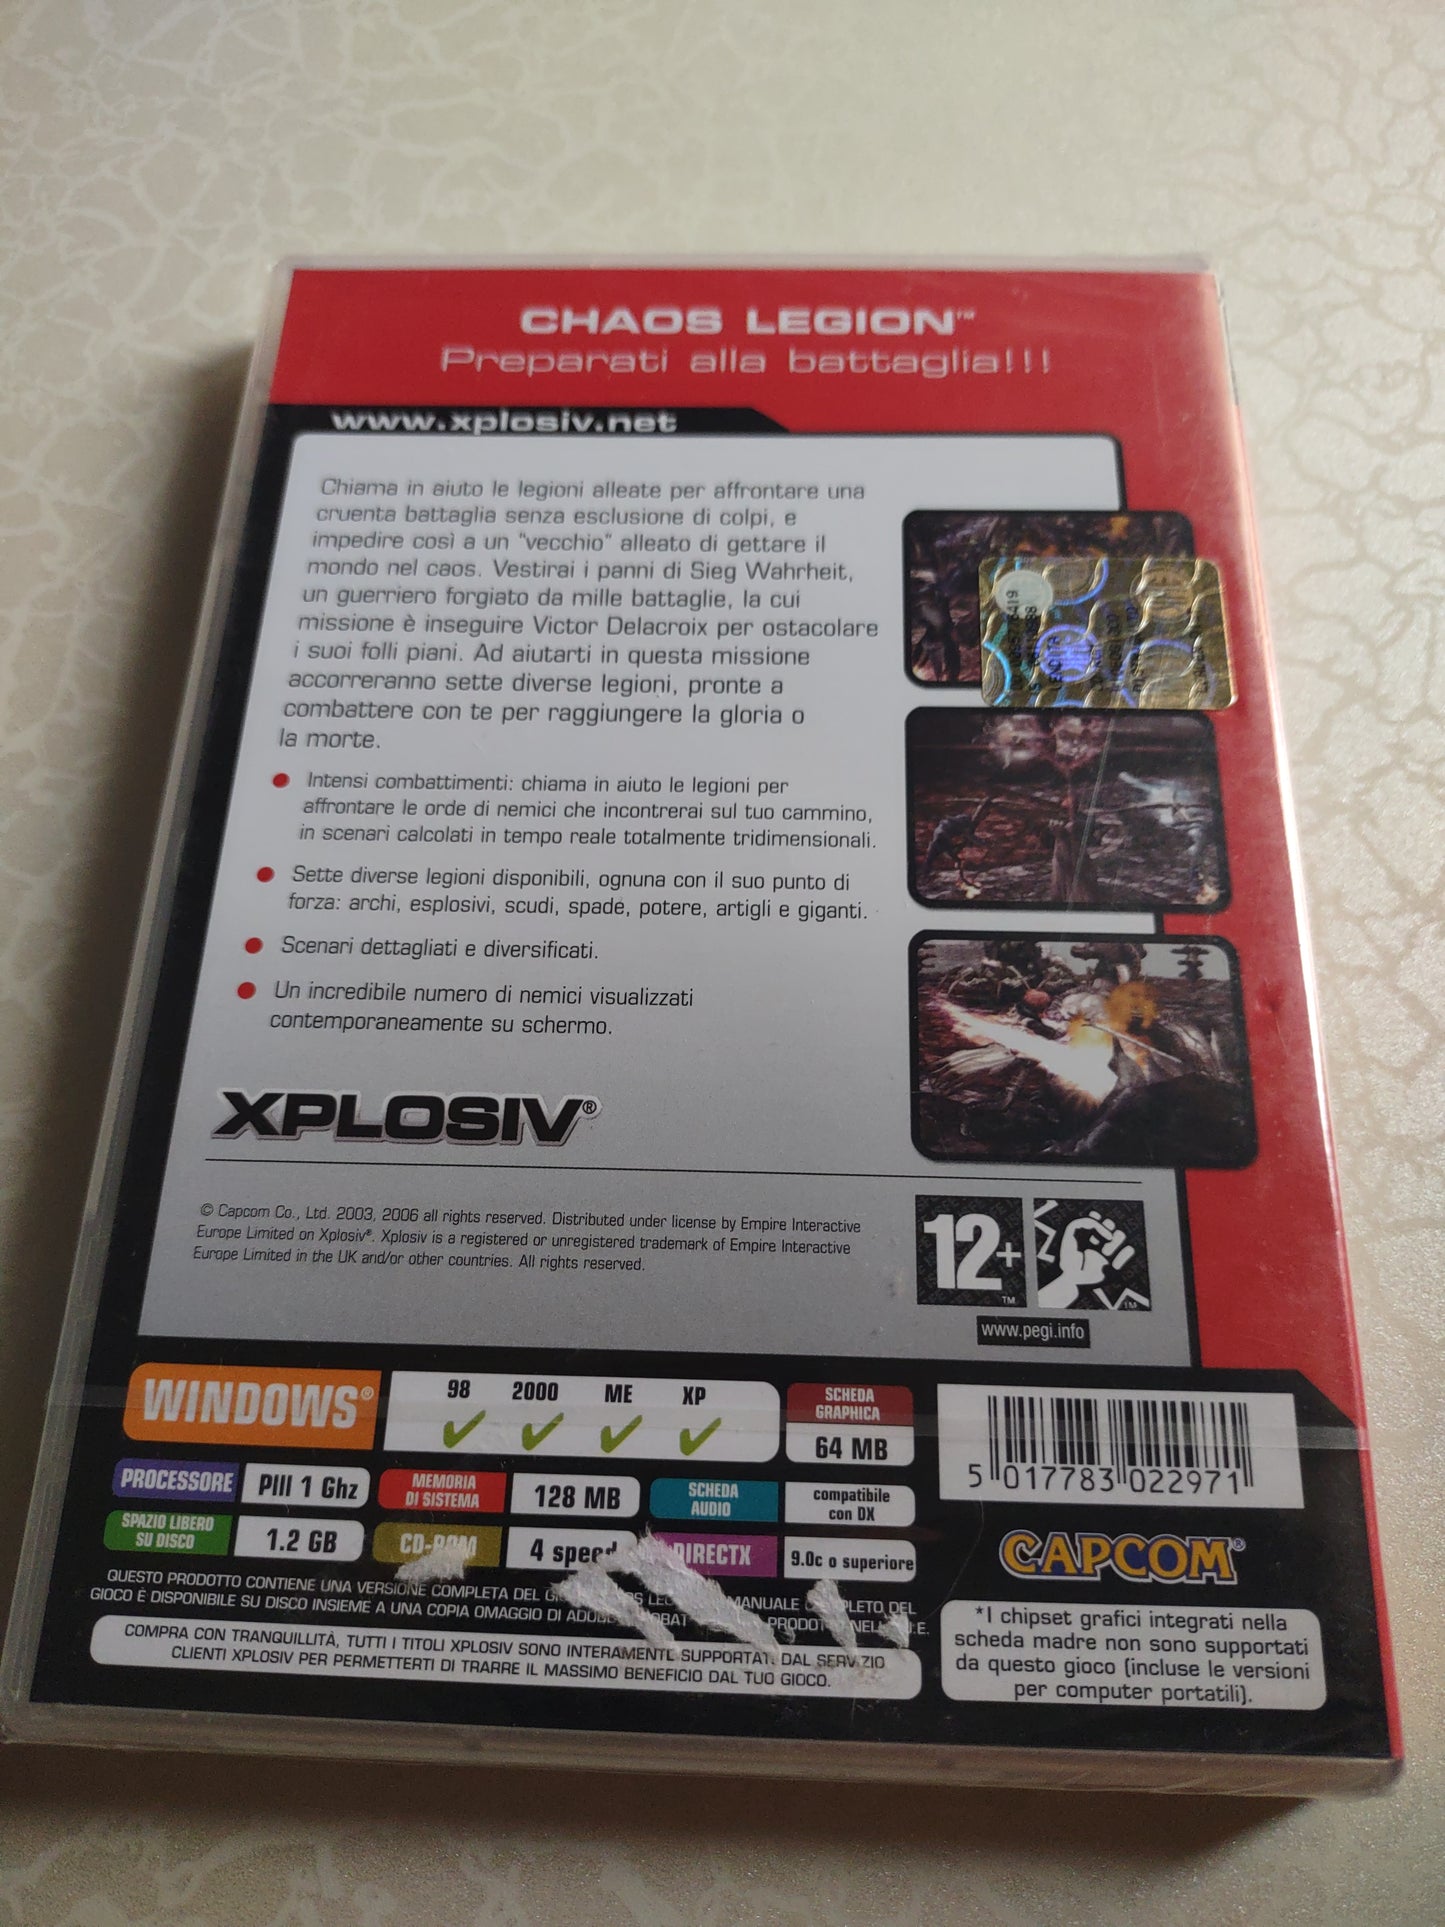 CHAOS LEGION™
Preparati alla battaglia!!!
www.xplosiv.net
Chiama in aiuto le legioni alleate per affrontare una
cruenta battaglia senza esclusione di colpi, e
impedire così a un "vecchio" alleato di gettare il
mondo nel caos. Vestirai i panni di Sieg Wahrheit,
un guerriero forgiato da mille battaglie, la cui
missione è inseguire Victor Delacroix per ostacolare
i suoi folli piani. Ad aiutarti in questa missione
accorreranno sette diverse legioni, pronte a
combattere con te per raggiungere la gloria o
la morte.
Intensi combattimenti: chiama in aiuto le legioni per
affrontare le orde di nemici che incontrerai sul tuo cammino,
in scenari calcolati in tempo reale totalmente tridimensionali.
Sette diverse legioni disponibili, ognuna con il suo punto di
forza: archi, esplosivi, scudi, spade, potere, artigli e giganti.
Scenari dettagliati e diversificati.
Un incredibile numero di nemici visualizzati
contemporaneamente su schermo.
XPLOSIV®
© Capcom Co., Ltd. 2003, 2006 all rights reserved. Distributed under license by Empire Interactive
Europe Limited on Xplosiv®. Xplosiv is a registered or unregistered trademark of Empire Interactive
Europe Limited in the UK and/or other countries. All rights reserved.
12+ ™
™
www.pegi.info
WINDOWS®
98 2000 ME XP
SCHEDA
GRAPHICA
64 MB
PROCESSORE PIII 1 Ghz
MEMORIA
DI SISTEMA
128 MB
SCHEDA
AUDIO
compatibile
con DX
SPAZIO LIBERO
SU DISCO
1.2 GB
CD-ROM 4 speed
DIRECTX 9.0c o superiore
QUESTO PRODOTTO CONTIENE UNA VERSIONE COMPLETA DEL MANUALE DEL
GIOCO È DISPONIBILE SU DISCO INSIEME A UNA COPIA OMAGGIO DI
COMPRA CON TRANQUILLITÀ, TUTTI I TITOLI XPLOSIV SONO INTERAMENTE SUPPORTATI DAL SERVIZIO
CLIENTI XPLOSIV PER PERMETTERTI DI TRARRE IL MASSIMO BENEFICIO DAL TUO GIOCO.
5 017783 022971
CAPCOM®
*I chipset grafici integrati nella
scheda madre non sono supportati
da questo gioco (incluse le versioni
per computer portatili).